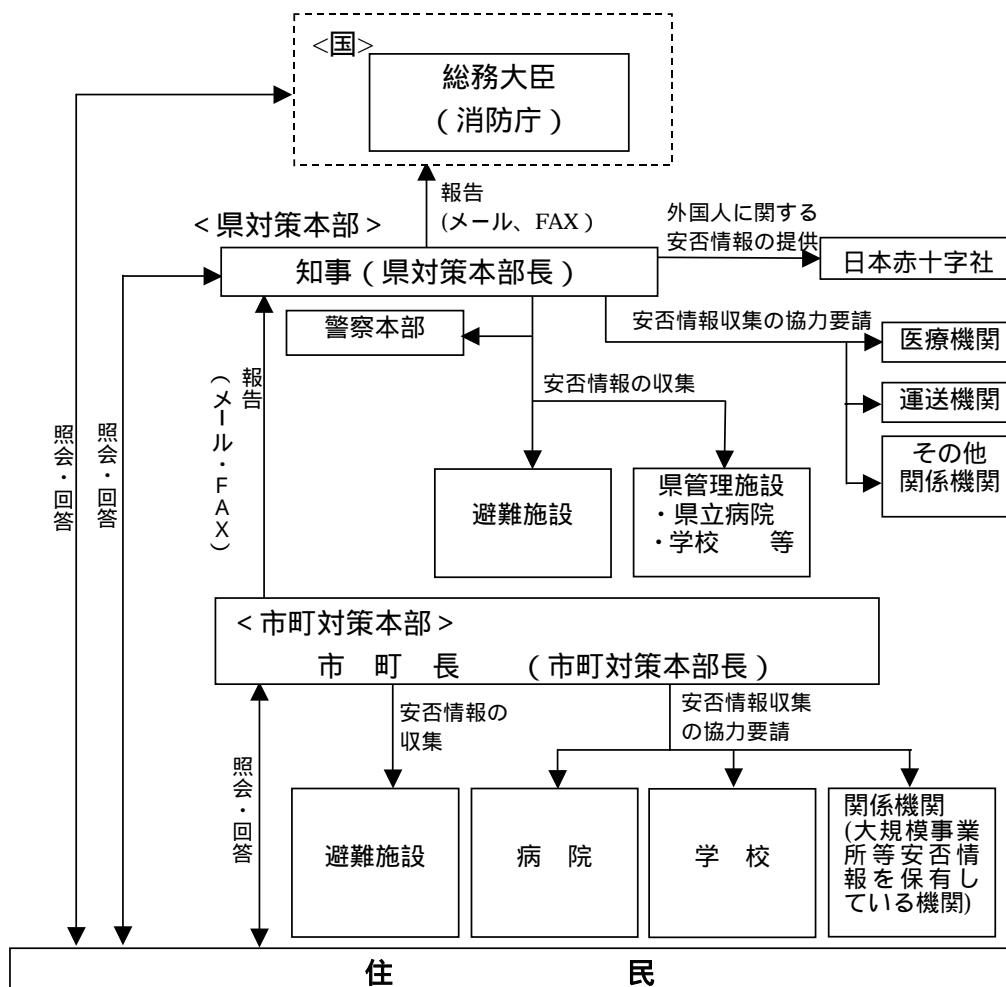 <国>
総務大臣
(消防庁)
報告
(メール、FAX)
外国人に関する
安否情報の提供
<県対策本部>
知事(県対策本部長)
日本赤十字社
警察本部
安否情報収集の協力要請
医療機関
報告
(メール・FAX)
安否情報の収集
運送機関
その他
関係機関
照会・回答
照会・回答
避難施設
県管理施設
・県立病院
・学校 等
<市町対策本部>
市 町 長 (市町対策本部長)
安否情報の
収集
安否情報収集
の協力要請
照会・回答
避難施設
病 院
学 校
関係機関
(大規模事業
所等安否情
報を保有し
ている機関)
住 民